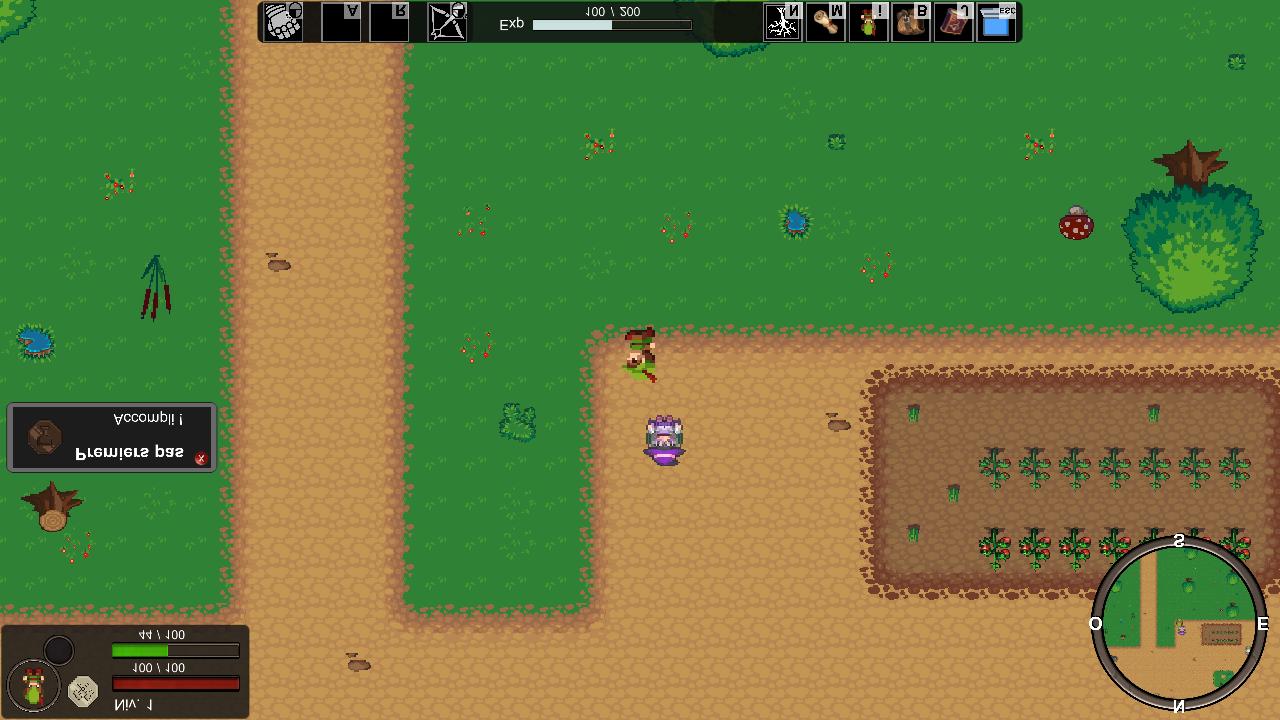 Niv. 1
100 / 100
44 / 100
Premiers pas
x
Accompli !
A
R
Exp
100 / 200
N
M
I
B
J
ESC
N
O
E
S